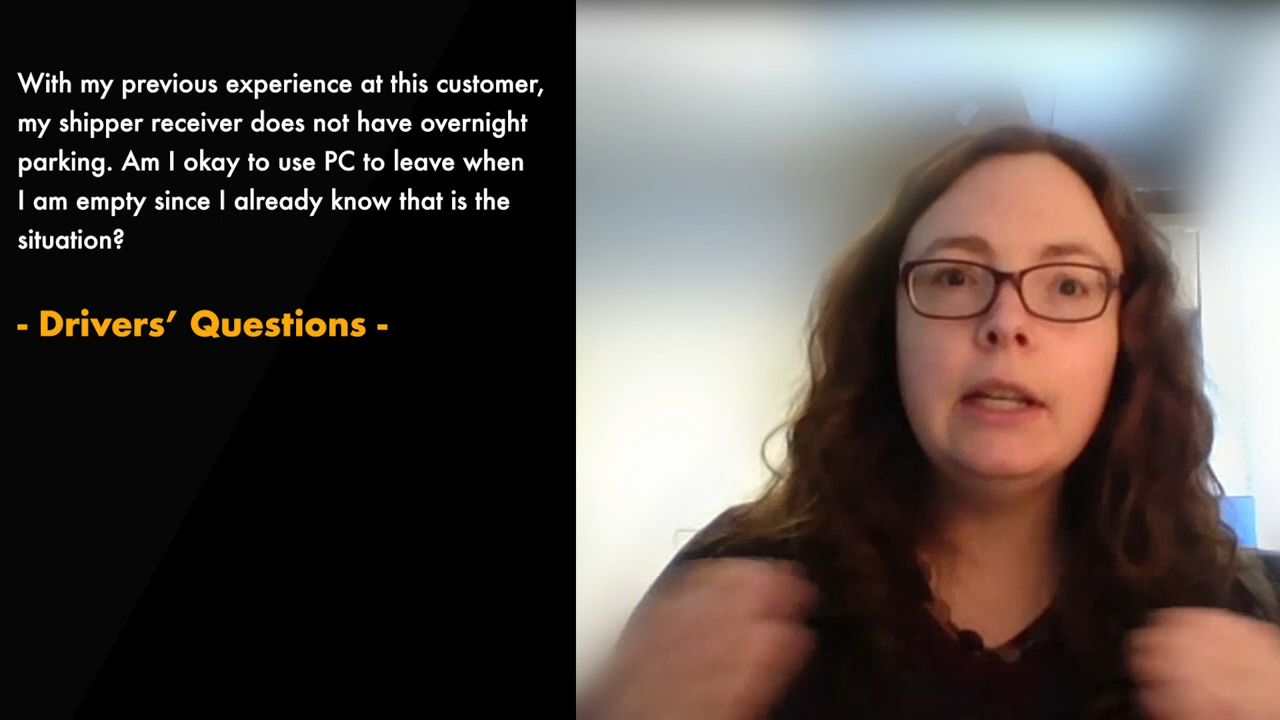 With my previous experience at this customer,
my shipper receiver does not have overnight
parking. Am I okay to use PC to leave when
I am empty since I already know that is the
situation?
- Drivers’ Questions -